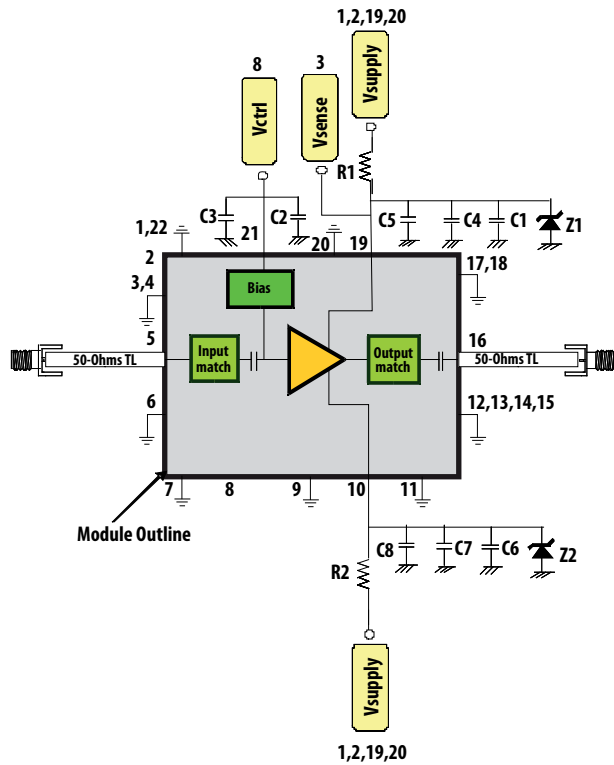 1,2,19,20
8
3
Vctrl
Vsense
Vsupply
R1
C3
C2
C5
C4
C1
Z1
1,22
21
20
19
2
17,18
3,4
Bias
5
16
50-Ohms TL
Input
match
Output
match
50-Ohms TL
6
12,13,14,15
7
8
9
10
11
Module Outline
C8
C7
C6
Z2
R2
Vsupply
1,2,19,20